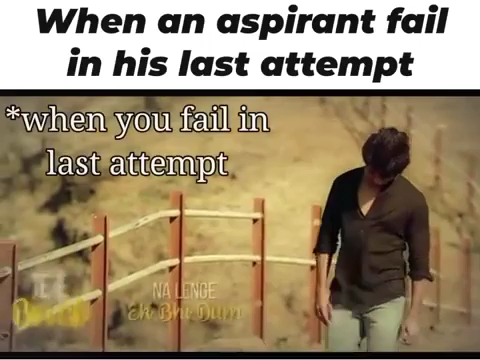 When an aspirant fail
in his last attempt
*when you fail in
last attempt
NA LENGE
Ek Bhi Dum